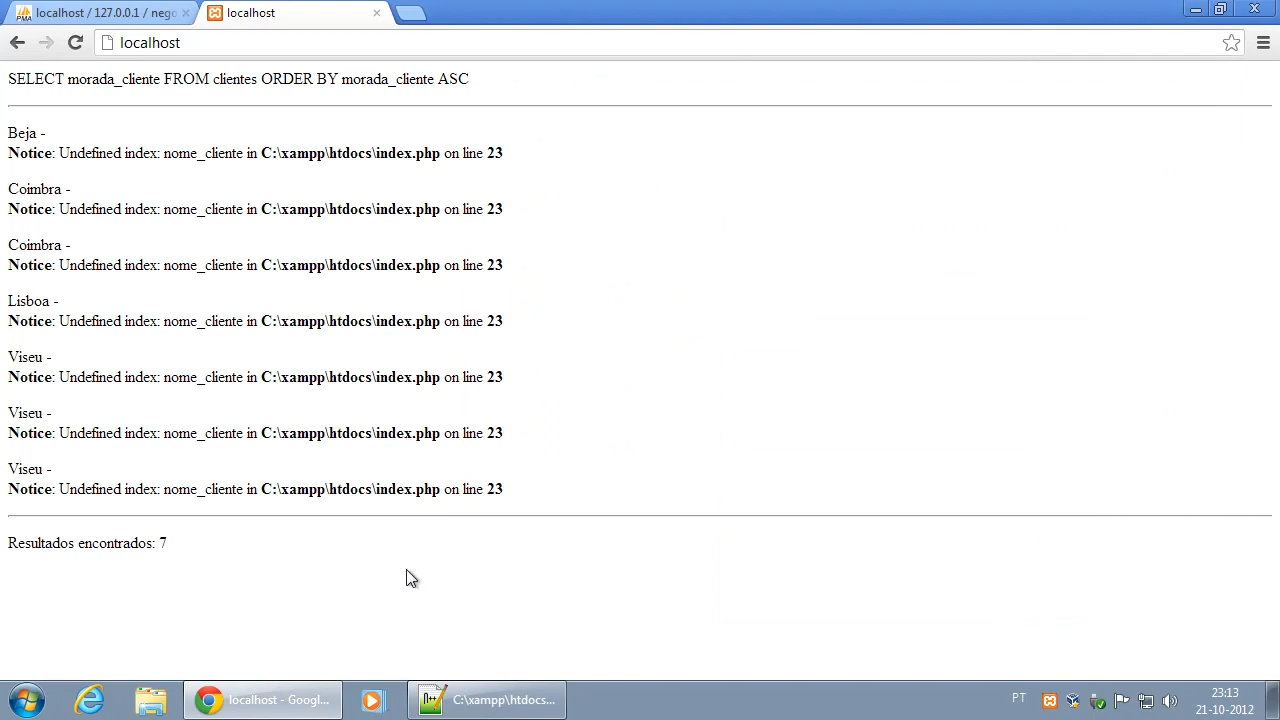 localhost / 127.0.0.1 / nego
localhost
localhost
SELECT morada_cliente FROM clientes ORDER BY morada_cliente ASC
Beja -
Notice: Undefined index: nome_cliente in C:\xampp\htdocs\index.php on line 23
Coimbra -
Notice: Undefined index: nome_cliente in C:\xampp\htdocs\index.php on line 23
Coimbra -
Notice: Undefined index: nome_cliente in C:\xampp\htdocs\index.php on line 23
Lisboa -
Notice: Undefined index: nome_cliente in C:\xampp\htdocs\index.php on line 23
Viseu -
Notice: Undefined index: nome_cliente in C:\xampp\htdocs\index.php on line 23
Viseu -
Notice: Undefined index: nome_cliente in C:\xampp\htdocs\index.php on line 23
Viseu -
Notice: Undefined index: nome_cliente in C:\xampp\htdocs\index.php on line 23
Resultados encontrados: 7
localhost - Googl...
C:\xampp\htdocs...
PT
23:13
21-10-2012